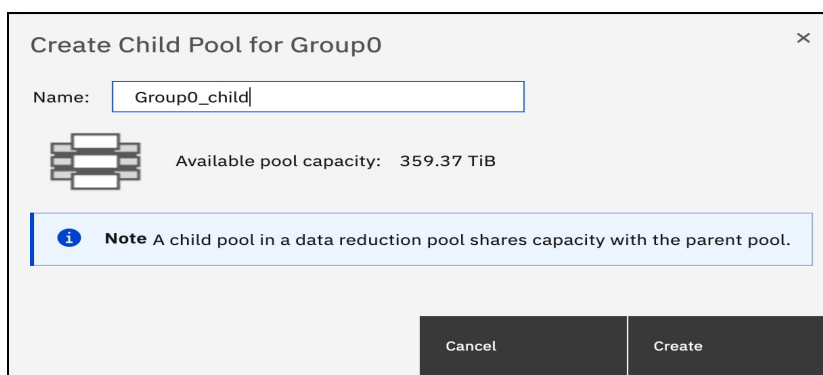 Create Child Pool for Group0
Name: Group0_child
Available pool capacity: 359.37 TiB
Note A child pool in a data reduction pool shares capacity with the parent pool.
Cancel Create